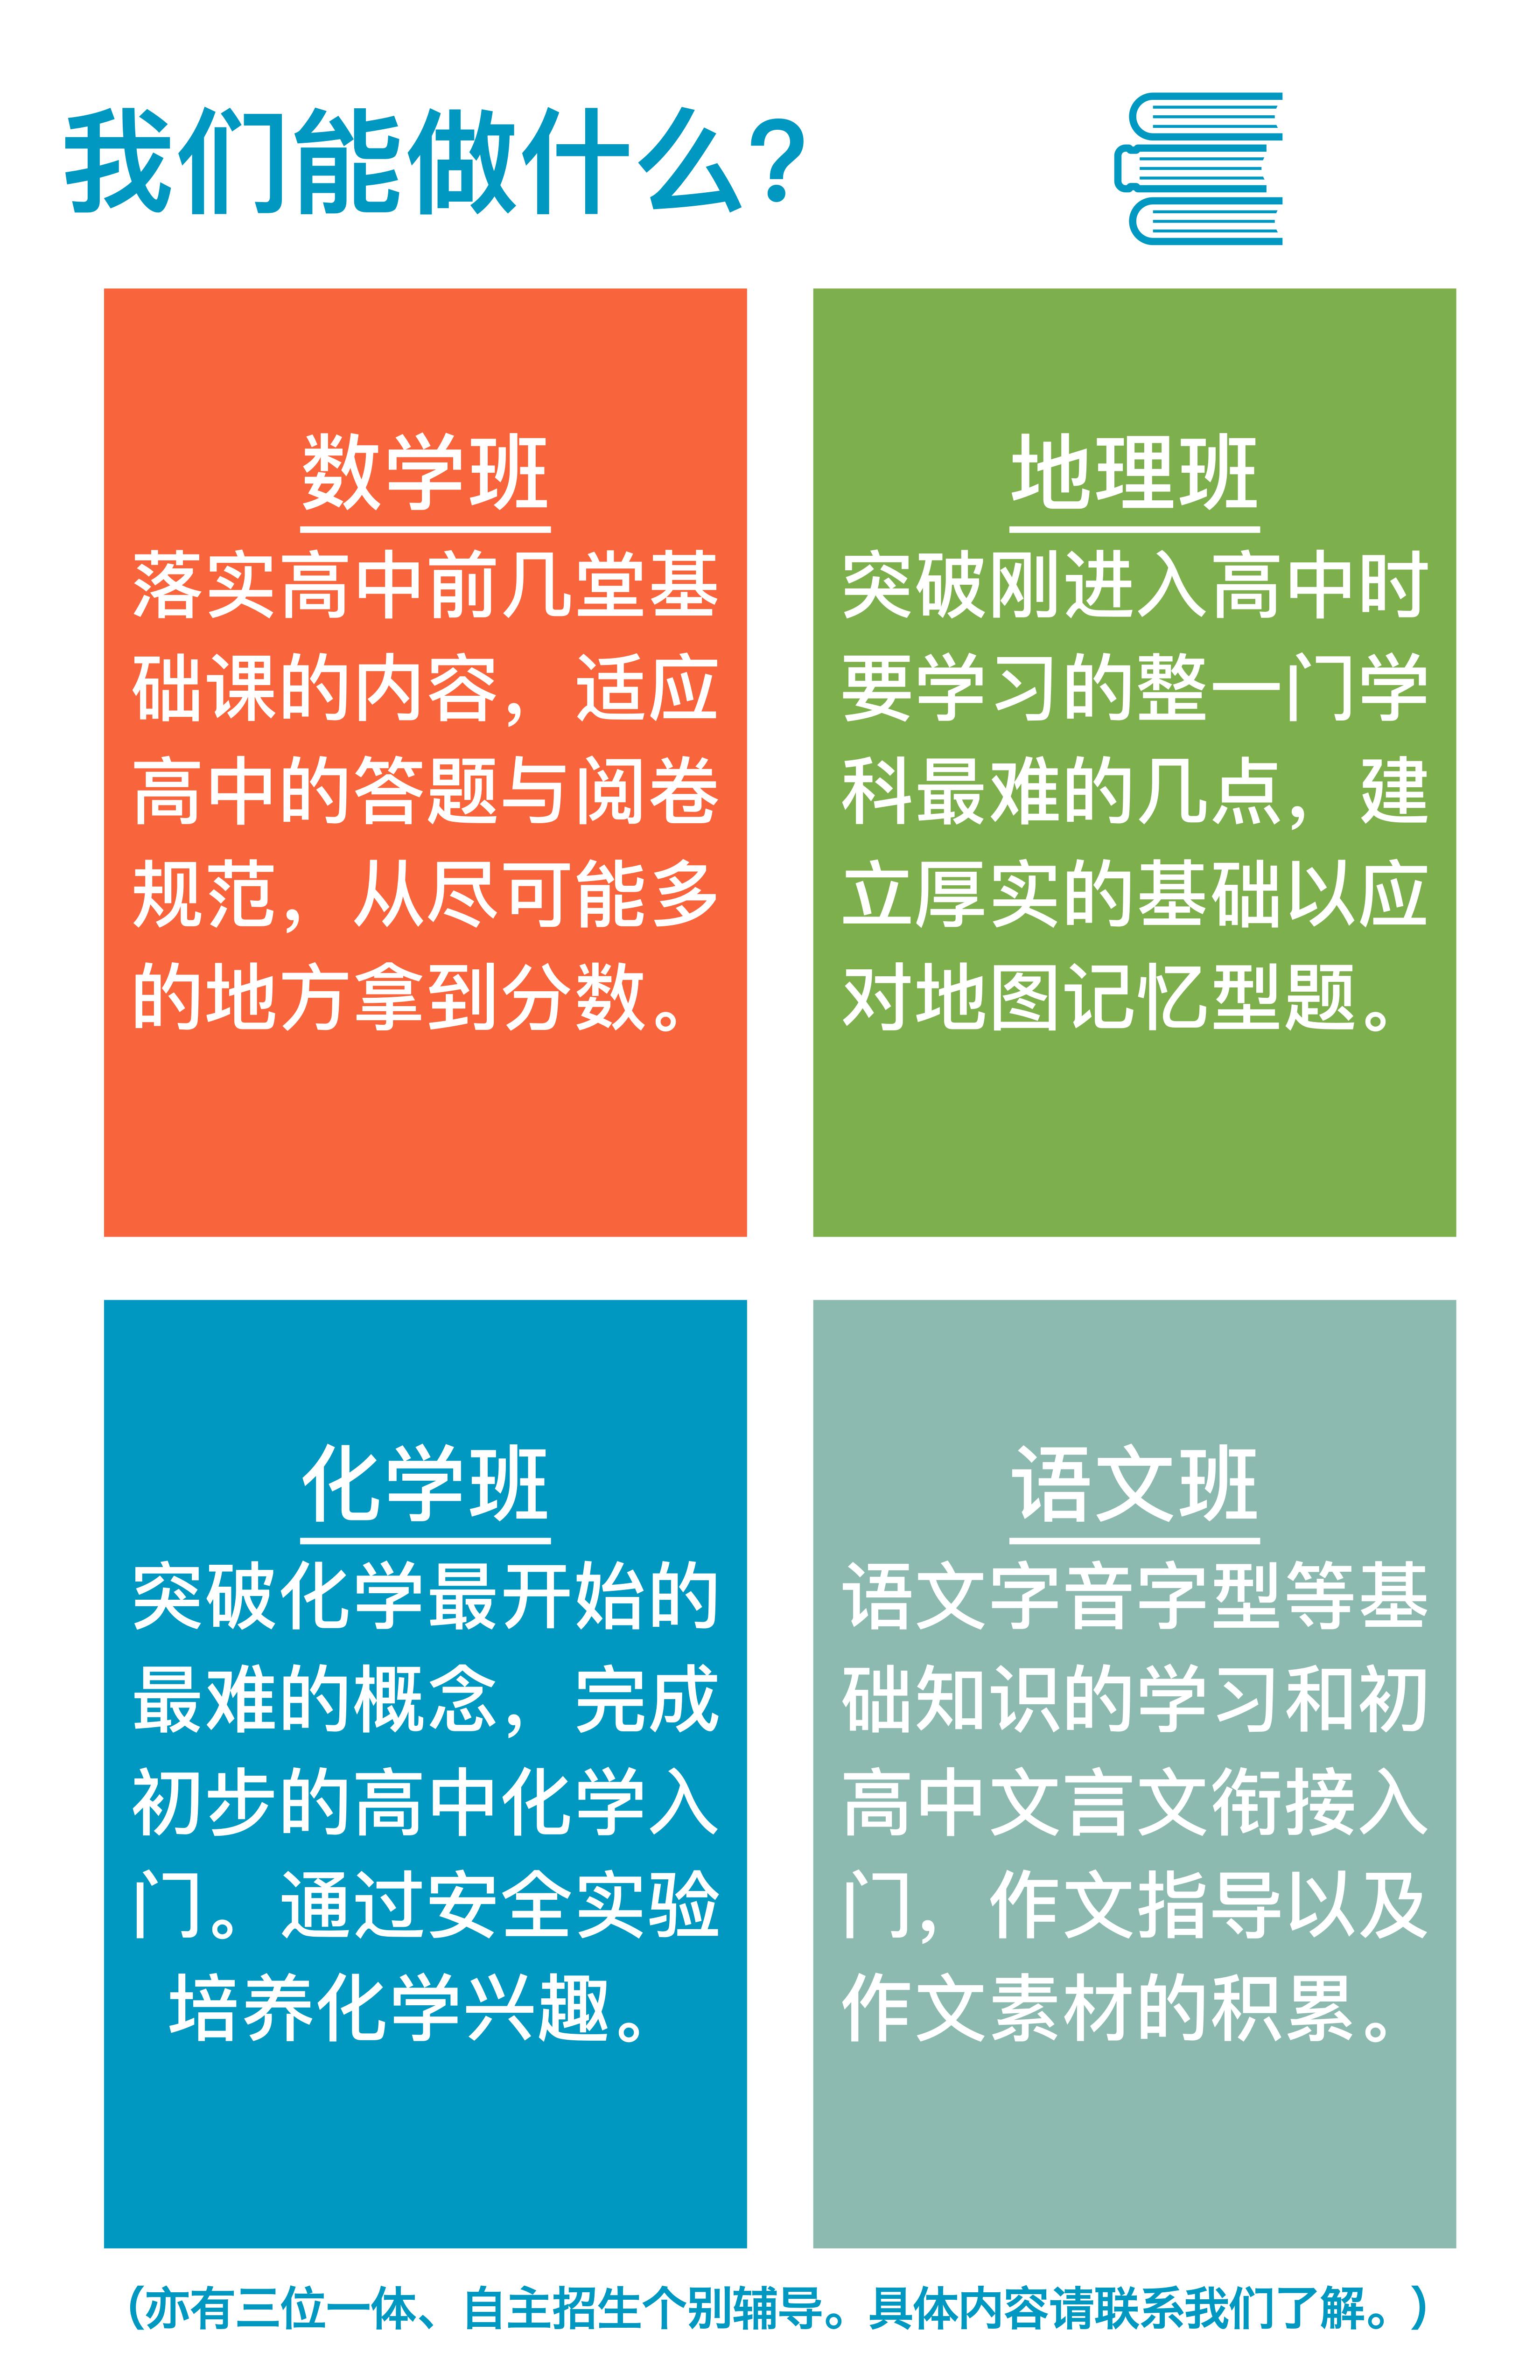 我们能做什么?
数学班
落实高中前几堂基
础课的内容，适应
高中的答题与阅卷
规范，从尽可能多
的地方拿到分数。
地理班
突破刚进入高中时
要学习的整一门学
科最难的几点，建
立厚实的基础以应
对地图记忆型题。
化学班
突破化学最开始的
最难的概念，完成
初步的高中化学入
门。通过安全实验
培养化学兴趣。
语文班
语文字音字型等基
础知识的学习和初
高中文言文衔接入
门，作文指导以及
作文素材的积累。
（亦有三位一体、自主招生个别辅导。具体内容请联系我们了解。）